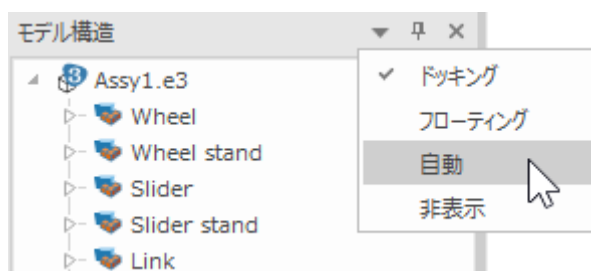 モデル構造
Assy1.e3
Wheel
Wheel stand
Slider
Slider stand
Link
ドッキング
フローティング
自動
非表示